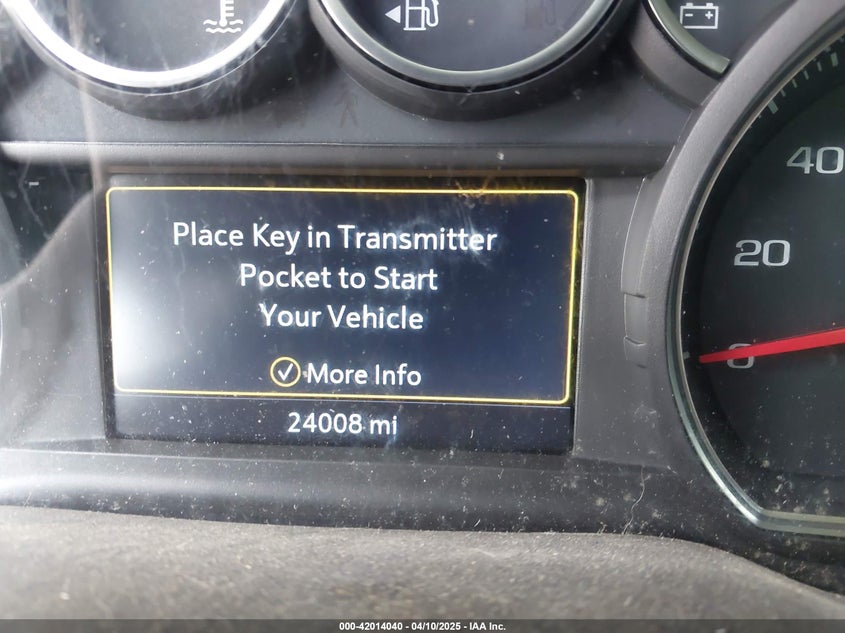 40
20
0
Place Key in Transmitter
Pocket to Start
Your Vehicle
More Info
24008 mi
000-42014040 - 04/10/2025 - IAA Inc.